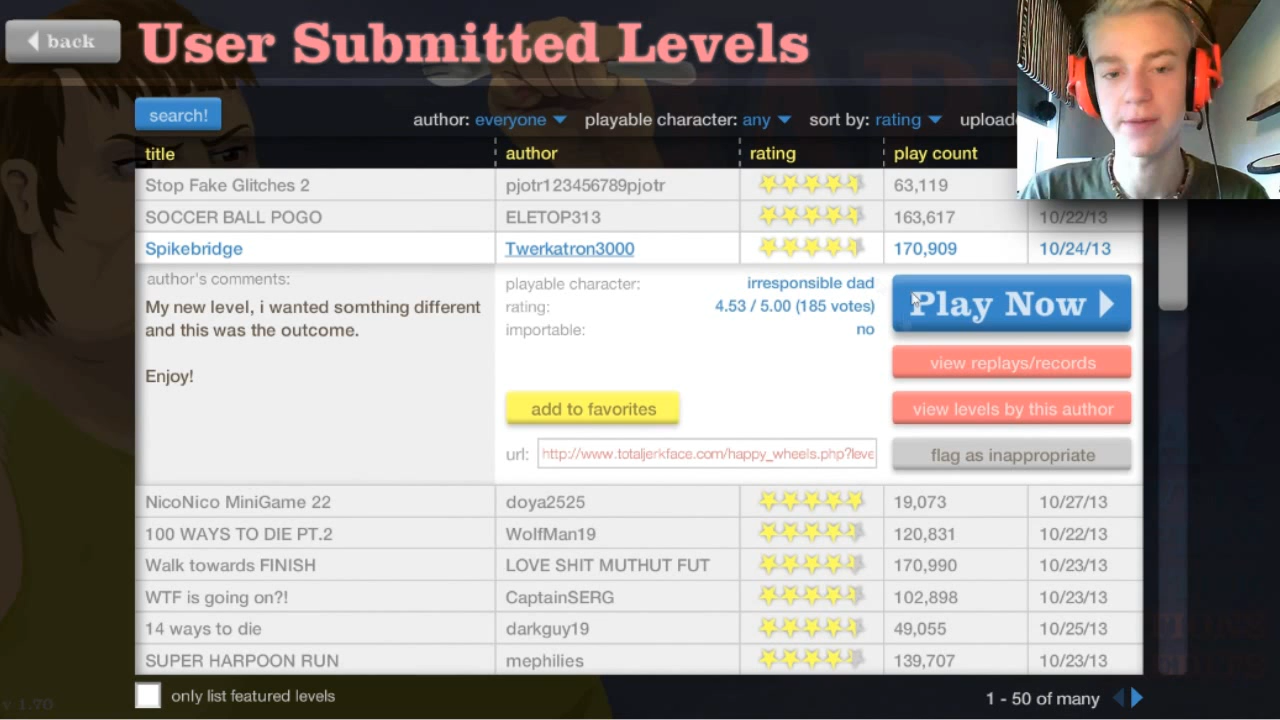 back
User Submitted Levels
search!
author: everyone playable character: any sort by: rating
title author rating play count
Stop Fake Glitches 2 pjotr123456789pjotr 63,119
SOCCER BALL POGO ELETOP313 163,617 10/22/13
Spikebridge Twerkatron3000 170,909 10/24/13
author's comments:
My new level, i wanted somthing different
and this was the outcome.
Enjoy!
playable character: irresponsible dad
rating: 4.53 / 5.00 (185 votes)
importable: no
add to favorites
url: http://www.totaljerkface.com/happy_wheels.php?leve
Play Now
view replays/records
view levels by this author
flag as inappropriate
NicoNico MiniGame 22 doya2525 19,073 10/27/13
100 WAYS TO DIE PT.2 WolfMan19 120,831 10/22/13
Walk towards FINISH LOVE SHIT MUTHUT FUT 170,990 10/23/13
WTF is going on?! CaptainSERG 102,898 10/23/13
14 ways to die darkguy19 49,055 10/25/13
SUPER HARPOON RUN mephilies 139,707 10/23/13
only list featured levels 1 - 50 of many
v 1.70